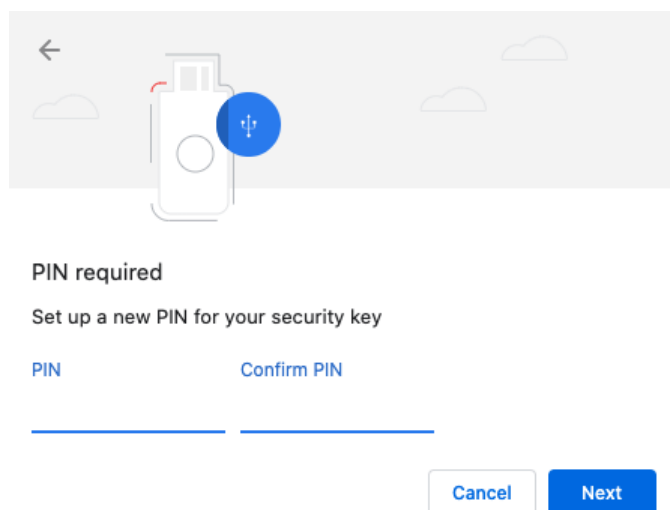 PIN required
Set up a new PIN for your security key
PIN Confirm PIN
Cancel Next